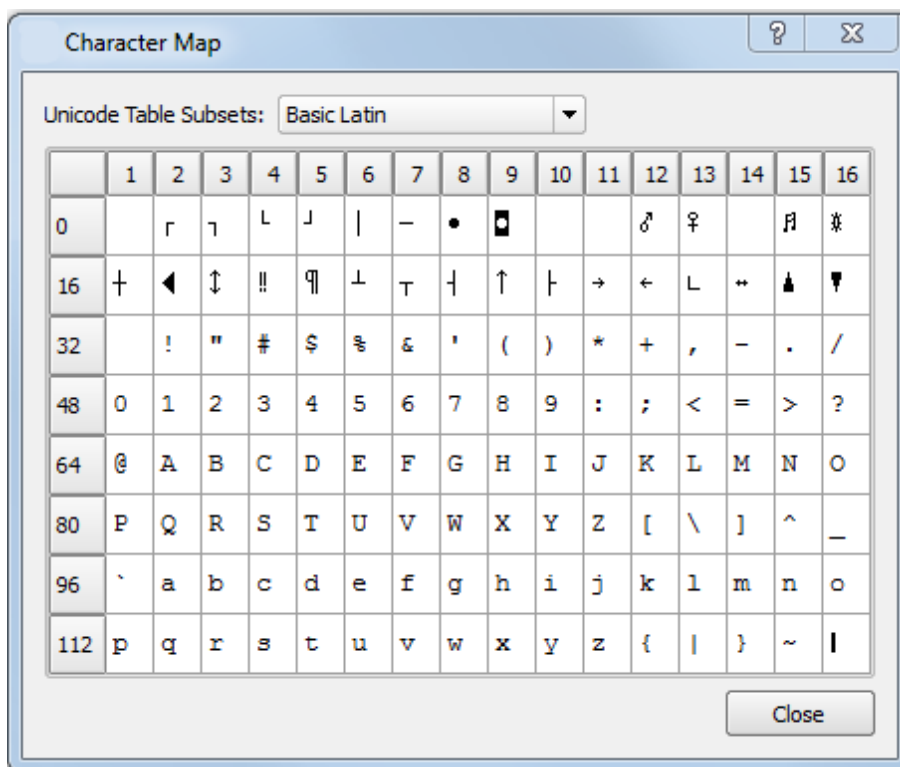 Character Map
Unicode Table Subsets: Basic Latin
1 2 3 4 5 6 7 8 9 10 11 12 13 14 15 16
0 ┌ ┐ └ ┘ │ ─ • ◘ ♂ ♀ ♬ ☼
16 ┼ ◄ ↕ ‼ ¶ ┴ ┬ ┤ ↑ ├ → ← ∟ ↔ ▲ ▼
32 ! " # $ % & ' ( ) * + , - . /
48 0 1 2 3 4 5 6 7 8 9 : ; < = > ?
64 @ A B C D E F G H I J K L M N O
80 P Q R S T U V W X Y Z [ \ ] ^ _
96 ` a b c d e f g h i j k l m n o
112 p q r s t u v w x y z { | } ~ ▎
Close